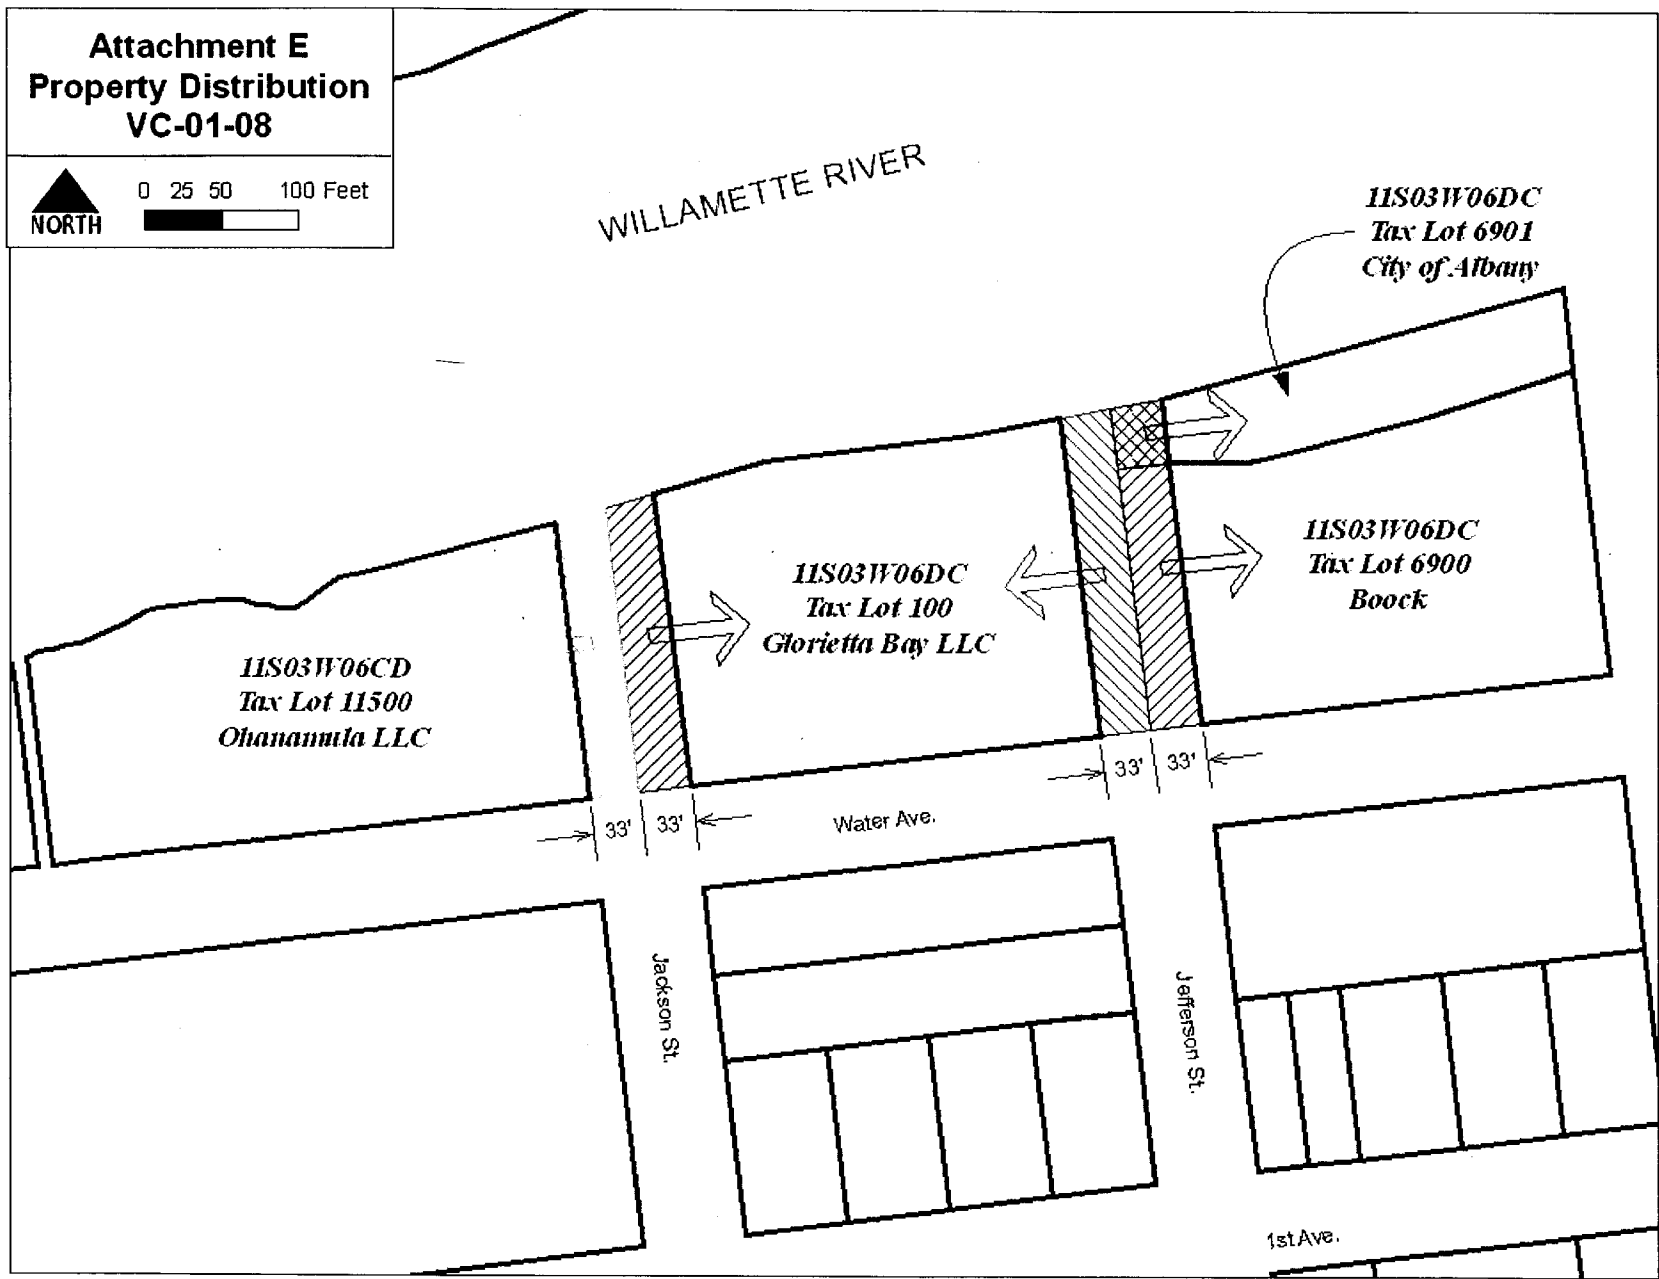 Attachment E
Property Distribution
VC-01-08
0 25 50 100 Feet
NORTH
WILLAMETTE RIVER
11S03W06DC
Tax Lot 6901
City of Albany
11S03W06DC
Tax Lot 6900
Boock
11S03W06DC
Tax Lot 100
Glorietta Bay LLC
11S03W06CD
Tax Lot 11500
Ohanamula LLC
33' 33'
33' 33'
Water Ave.
Jackson St.
Jefferson St.
1st Ave.